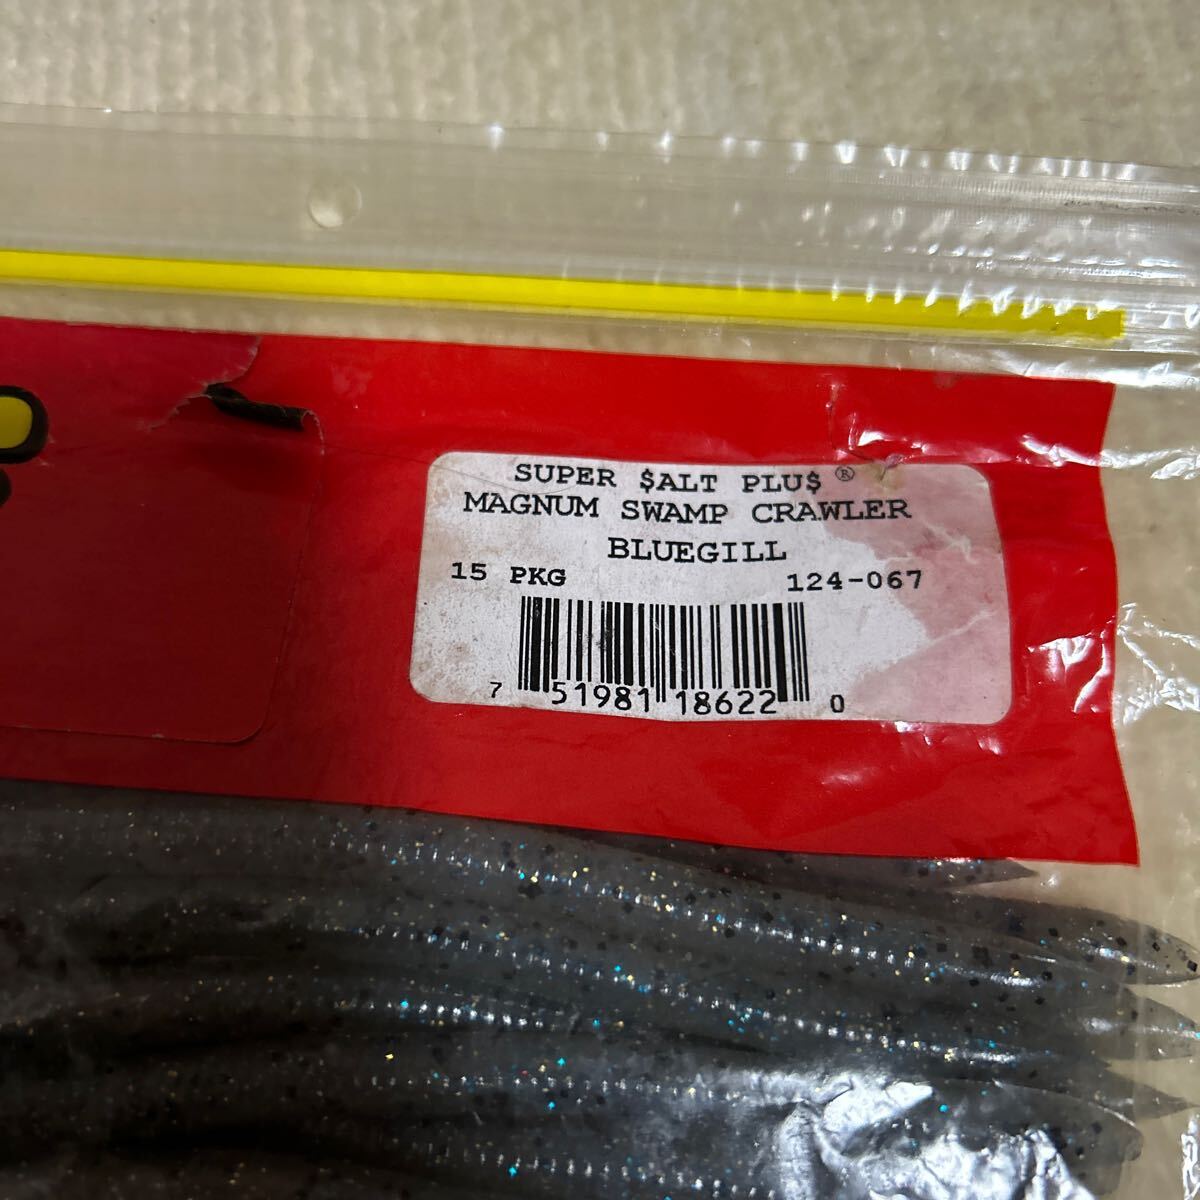 SUPER $ALT PLU$ ®
MAGNUM SWAMP CRAWLER
BLUEGILL
15 PKG 124-067
7 51981 18622 0